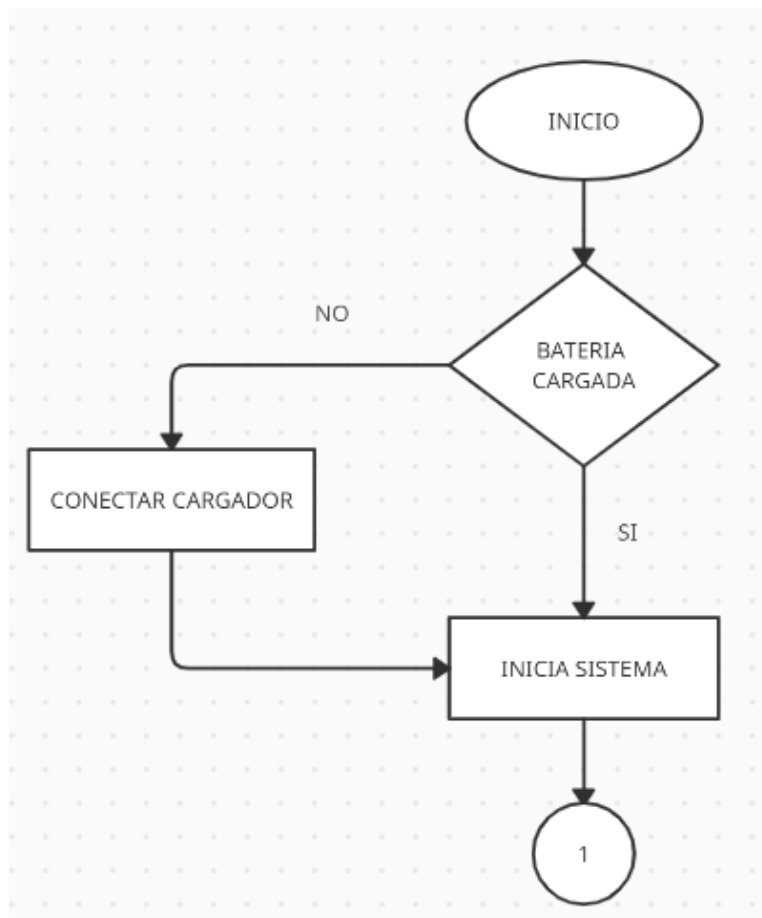 INICIO
NO
BATERIA
CARGADA
CONECTAR CARGADOR
SI
INICIA SISTEMA
1